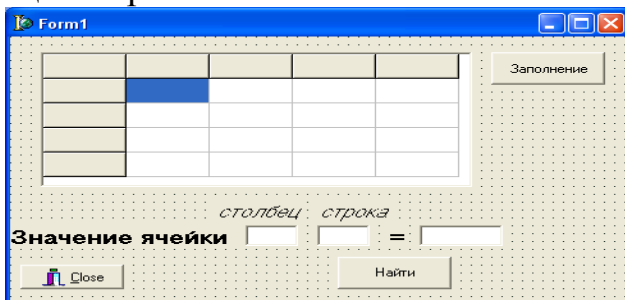 Form1
Заполнение
столбец строка
Значение ячейки =
Close
Найти